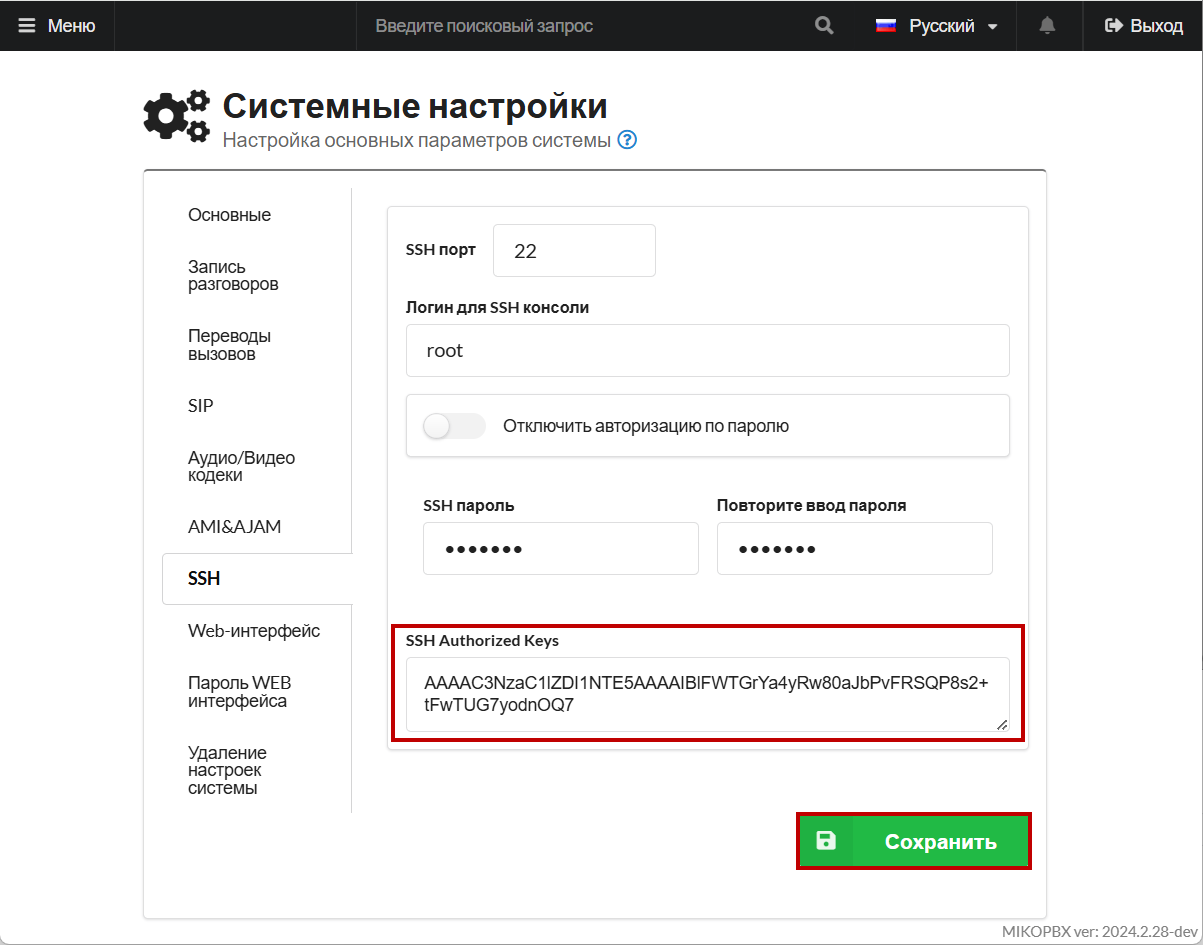 Меню
Введите поисковый запрос
Русский
Выход
Системные настройки
Настройка основных параметров системы
?
Основные
Запись
разговоров
Переводы
вызовов
SIP
Аудио/Видео
кодеки
AMI&AJAM
SSH
Web-интерфейс
Пароль WEB
интерфейса
Удаление
настроек
системы
SSH порт
22
Логин для SSH консоли
root
Отключить авторизацию по паролю
SSH пароль
•••••••
Повторите ввод пароля
•••••••
SSH Authorized Keys
AAAAC3NzaC1lZDI1NTE5AAAAIBlFWTGrYa4yRw80aJbPvFRSQP8s2+
tFwTUG7yodnOQ7
Сохранить
MIKOPBX ver: 2024.2.28-dev